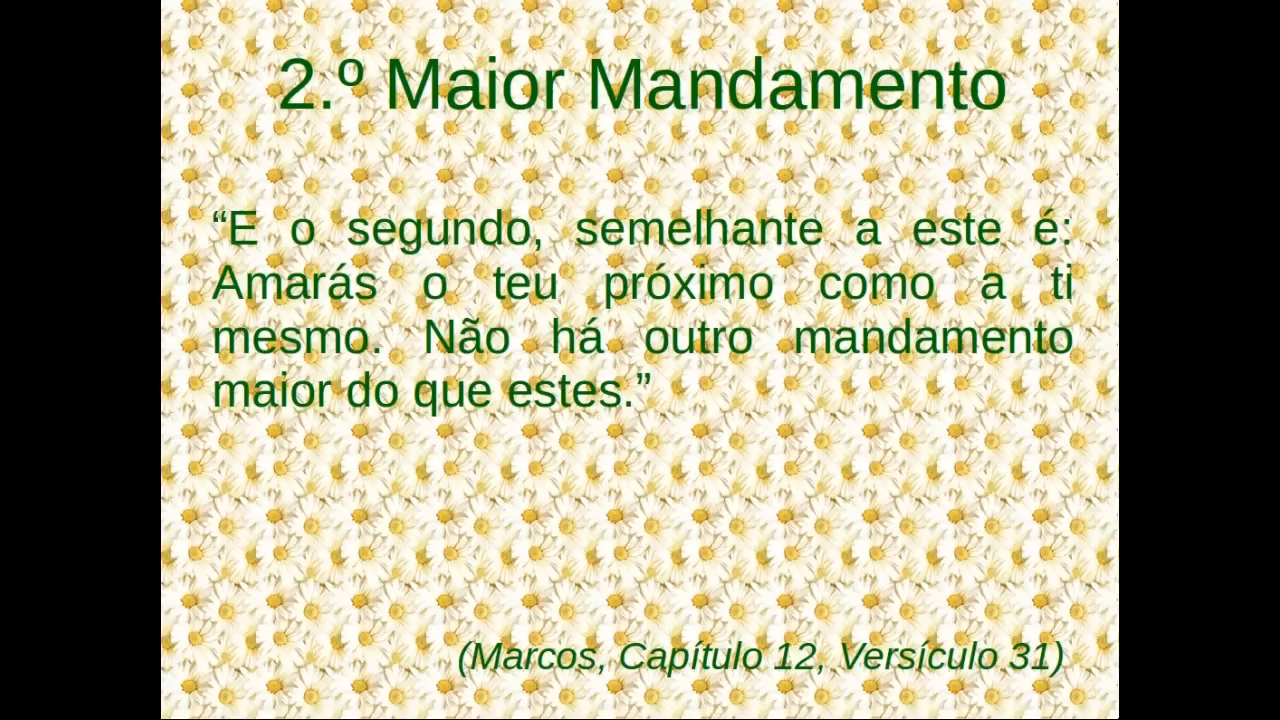 2.º Maior Mandamento
“E o segundo, semelhante a este é:
Amarás o teu próximo como a ti
mesmo. Não há outro mandamento
maior do que estes.”
(Marcos, Capítulo 12, Versículo 31)